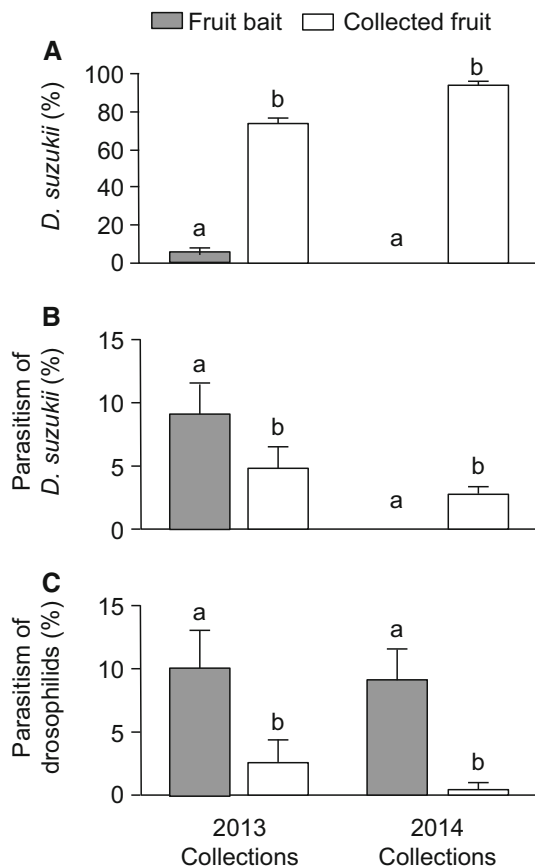 Fruit bait Collected fruit
A
D. suzukii (%)
100
80
60
40
20
0
a
b
a
b
B
Parasitism of
D. suzukii (%)
15
10
5
0
a
b
a
b
C
Parasitism of
drosophilids (%)
15
10
5
0
a
b
a
b
2013
Collections
2014
Collections